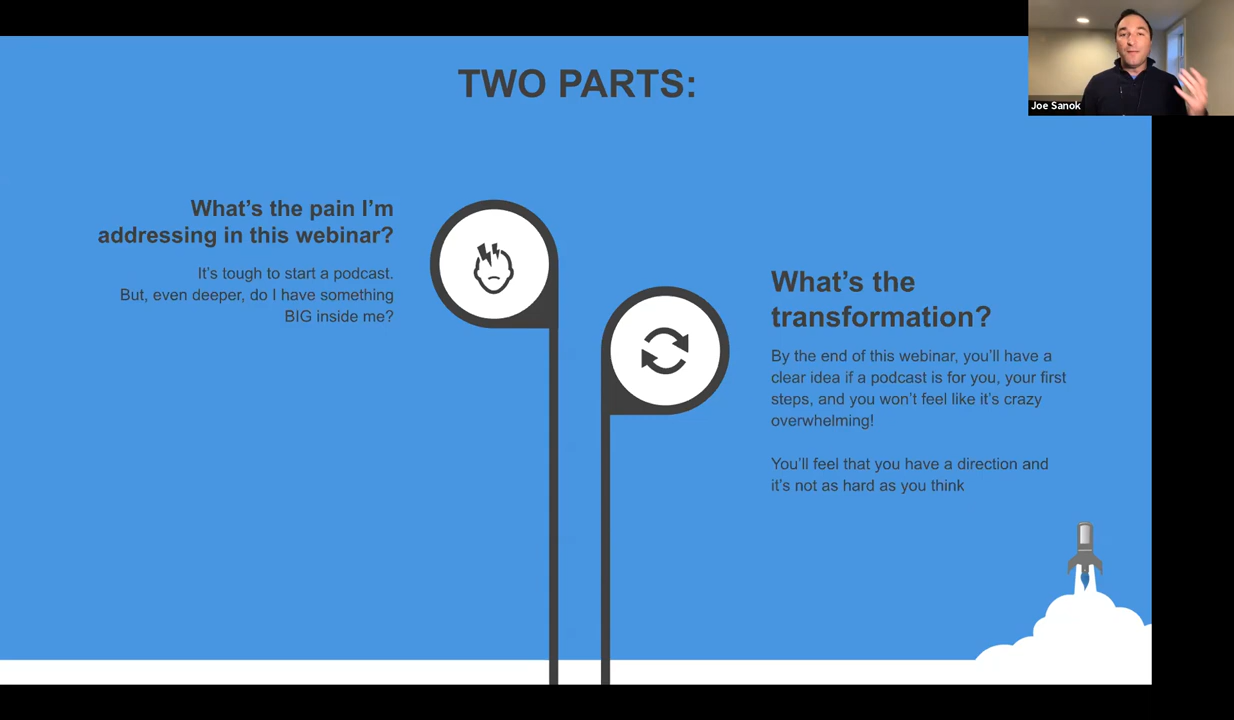 TWO PARTS:
Joe Sanok
What's the pain I'm
addressing in this webinar?
It's tough to start a podcast.
But, even deeper, do I have something
BIG inside me?
What's the
transformation?
By the end of this webinar, you'll have a
clear idea if a podcast is for you, your first
steps, and you won't feel like it's crazy
overwhelming!
You'll feel that you have a direction and
it's not as hard as you think